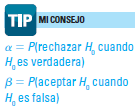 TIP MI CONSEJO
α = P(rechazar H₀ cuando
H₀ es verdadera)
β = P(aceptar H₀ cuando
H₀ es falsa)